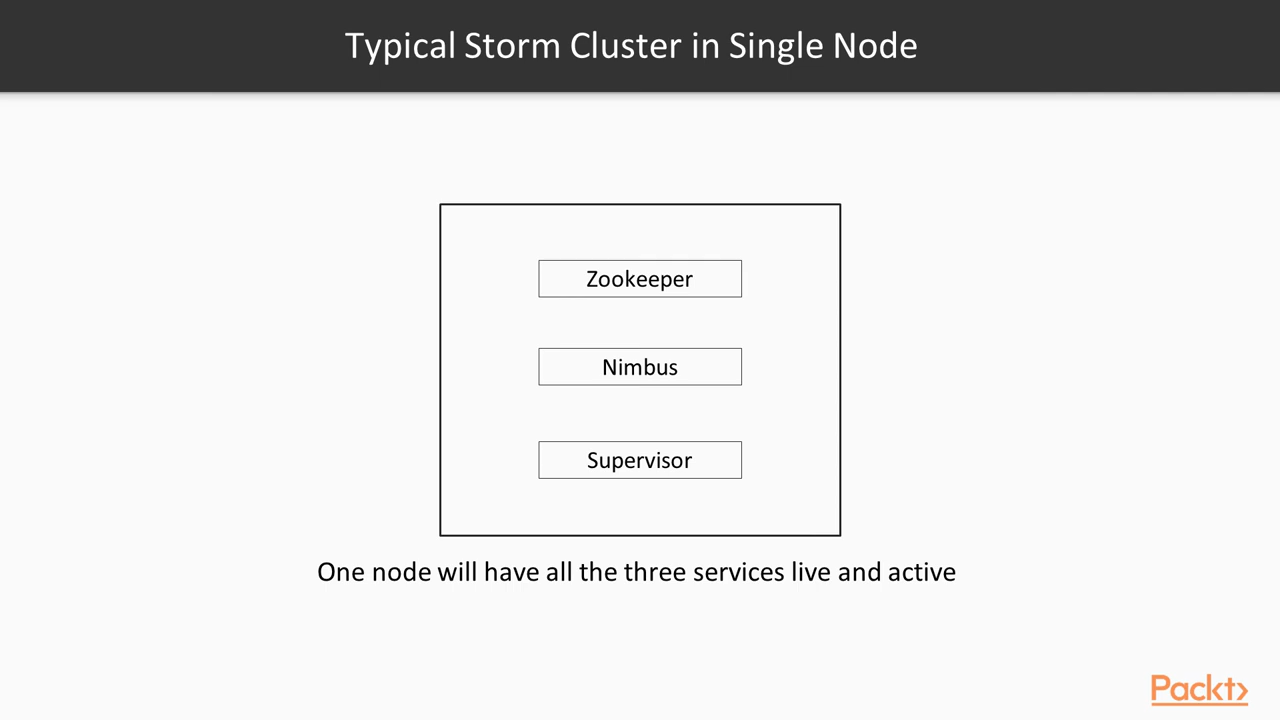 Typical Storm Cluster in Single Node
Zookeeper
Nimbus
Supervisor
One node will have all the three services live and active
Packt>